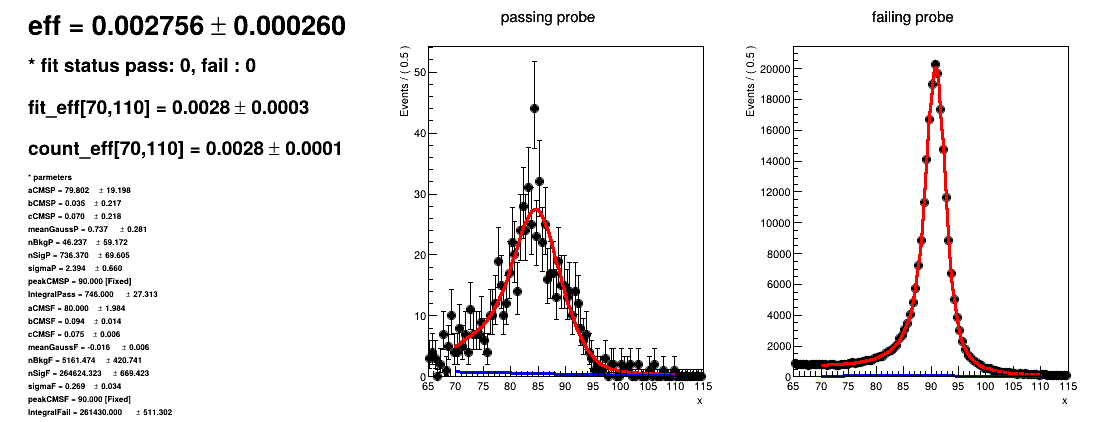 eff = 0.002756 ± 0.000260
* fit status pass: 0, fail : 0
fit_eff[70,110] = 0.0028 ± 0.0003
count_eff[70,110] = 0.0028 ± 0.0001
* parmeters
aCMSP = 79.802 ± 19.198
bCMSP = 0.035 ± 0.217
cCMSP = 0.070 ± 0.218
meanGaussP = 0.737 ± 0.281
nBkgP = 46.237 ± 59.172
nSigP = 736.370 ± 69.605
sigmaP = 2.394 ± 0.660
peakCMSP = 90.000 [Fixed]
IntegralPass = 746.000 ± 27.313
aCMSF = 80.000 ± 1.984
bCMSF = 0.094 ± 0.014
cCMSF = 0.075 ± 0.006
meanGaussF = -0.016 ± 0.006
nBkgF = 5161.474 ± 420.741
nSigF = 264624.323 ± 669.423
sigmaF = 0.269 ± 0.034
peakCMSF = 90.000 [Fixed]
IntegralFail = 261430.000 ± 511.302
passing probe
Events / ( 0.5 )
50
40
30
20
10
0
65 70 75 80 85 90 95 100 105 110 115
x
failing probe
Events / ( 0.5 )
20000
18000
16000
14000
12000
10000
8000
6000
4000
2000
0
65 70 75 80 85 90 95 100 105 110 115
x